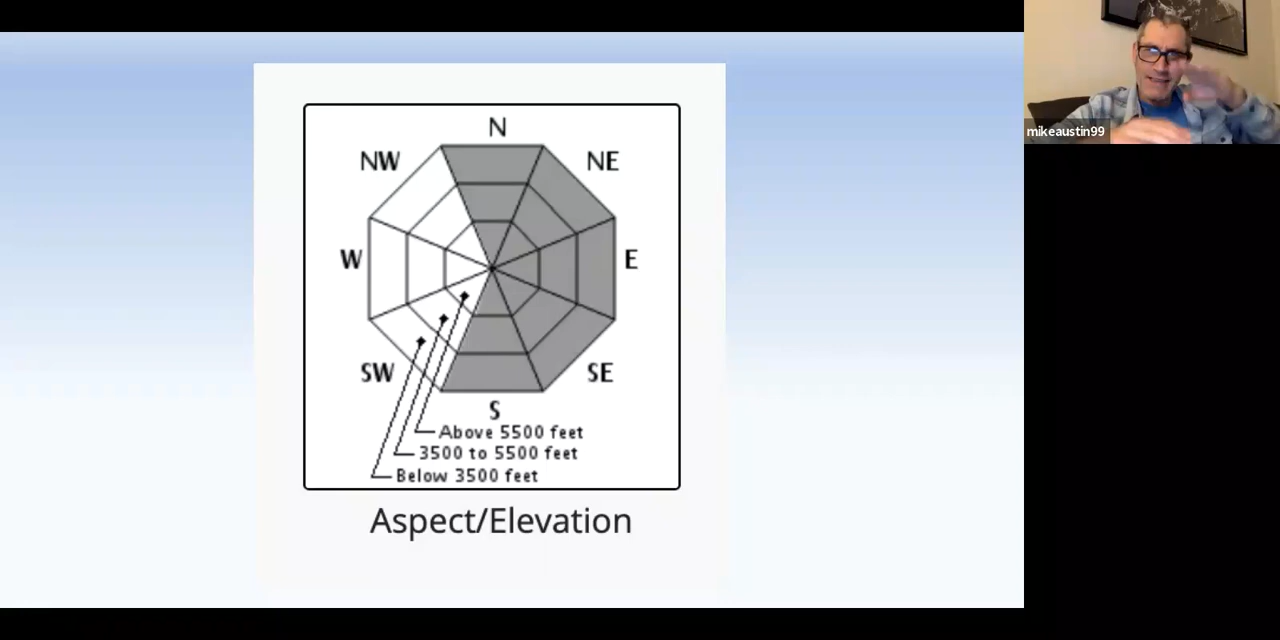 N
NW
NE
W
E
SW
SE
S
Above 5500 feet
3500 to 5500 feet
Below 3500 feet
Aspect/Elevation
mikeaustin99